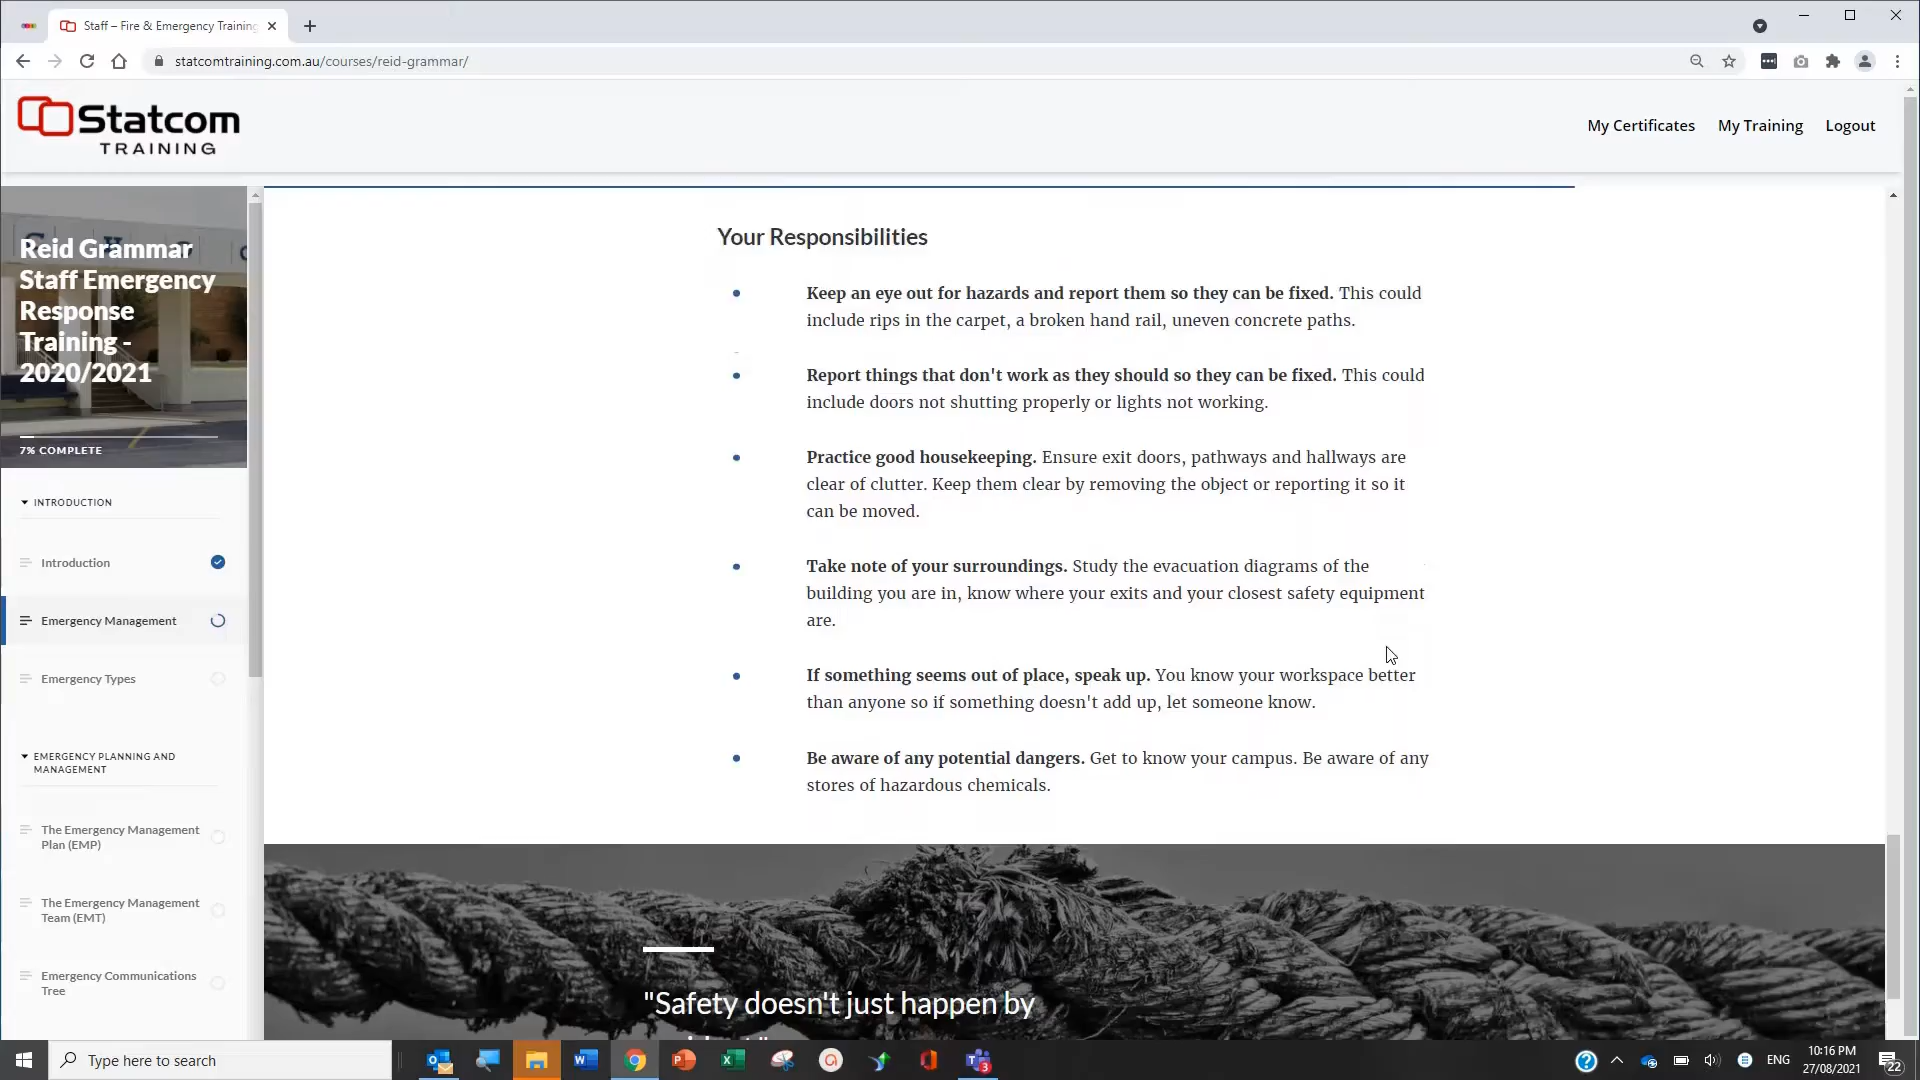 Staff – Fire & Emergency Training
statcomtraining.com.au/courses/reid-grammar/
Statcom
TRAINING
My Certificates
My Training
Logout
Reid Grammar
Staff Emergency
Response
Training -
2020/2021
7% COMPLETE
INTRODUCTION
Introduction
Emergency Management
Emergency Types
EMERGENCY PLANNING AND
MANAGEMENT
The Emergency Management
Plan (EMP)
The Emergency Management
Team (EMT)
Emergency Communications
Tree
Your Responsibilities
Keep an eye out for hazards and report them so they can be fixed. This could
include rips in the carpet, a broken hand rail, uneven concrete paths.
Report things that don't work as they should so they can be fixed. This could
include doors not shutting properly or lights not working.
Practice good housekeeping. Ensure exit doors, pathways and hallways are
clear of clutter. Keep them clear by removing the object or reporting it so it
can be moved.
Take note of your surroundings. Study the evacuation diagrams of the
building you are in, know where your exits and your closest safety equipment
are.
If something seems out of place, speak up. You know your workspace better
than anyone so if something doesn't add up, let someone know.
Be aware of any potential dangers. Get to know your campus. Be aware of any
stores of hazardous chemicals.
"Safety doesn't just happen by
Type here to search
ENG
10:16 PM
27/08/2021
22
3